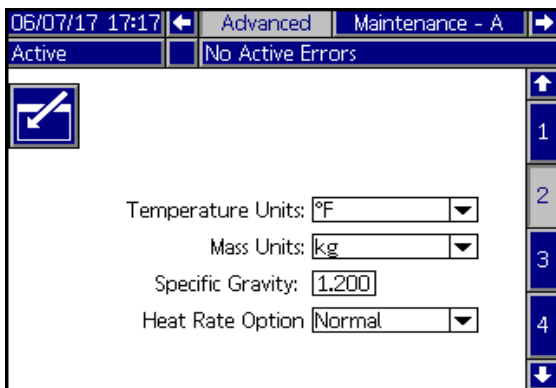 06/07/17 17:17 Advanced Maintenance - A
Active No Active Errors
1
2
Temperature Units: °F
Mass Units: kg
3
Specific Gravity: 1.200
Heat Rate Option Normal
4